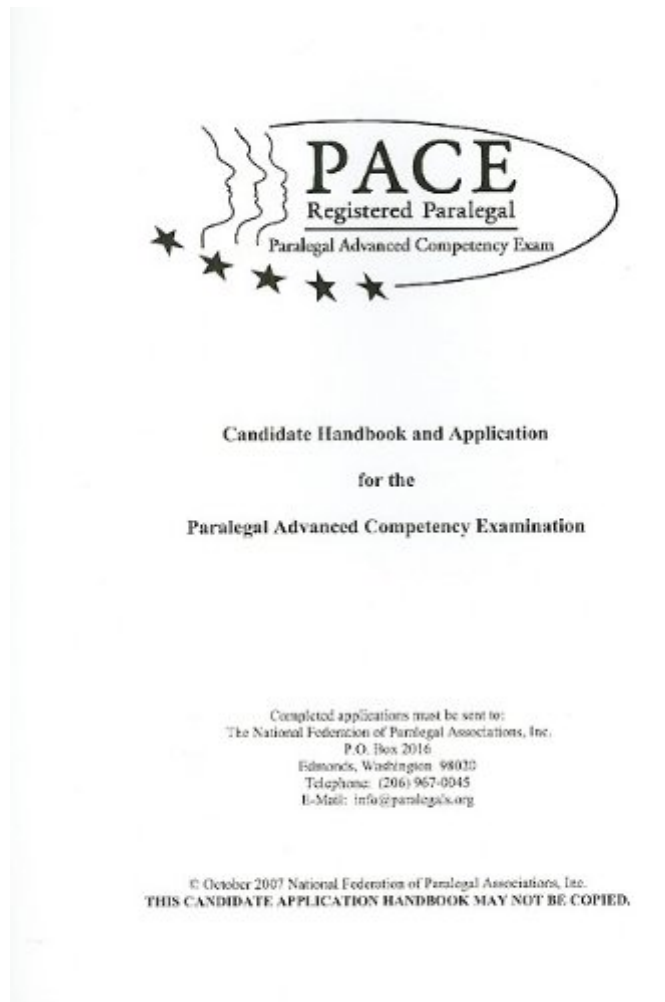 PACE
Registered Paralegal
Paralegal Advanced Competency Exam
Candidate Handbook and Application
for the
Paralegal Advanced Competency Examination
Completed applications must be sent to:
The National Federation of Paralegal Associations, Inc.
P.O. Box 2016
Edmonds, Washington 98020
Telephone: (206) 967-0045
E-Mail: info@paralegals.org
© October 2007 National Federation of Paralegal Associations, Inc.
THIS CANDIDATE APPLICATION HANDBOOK MAY NOT BE COPIED.